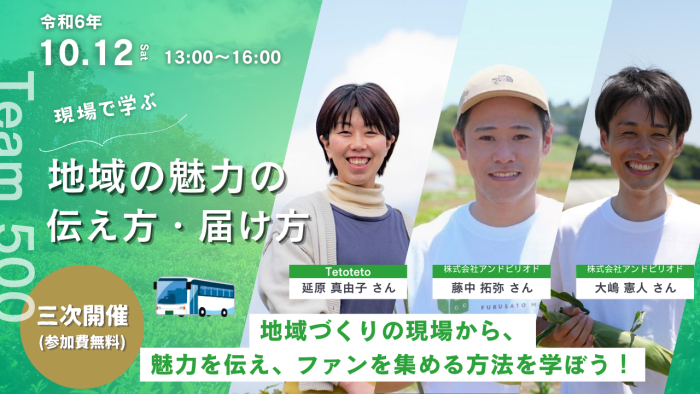 令和6年
10.12 Sat 13:00〜16:00
Team 500
現場で学ぶ
地域の魅力の
伝え方・届け方
三次開催
(参加費無料)
Tetoteto
延原 真由子 さん
株式会社アンドピリオド
藤中 拓弥 さん
株式会社アンドピリオド
大嶋 憲人 さん
FURUSATO
地域づくりの現場から、
魅力を伝え、ファンを集める方法を学ぼう！